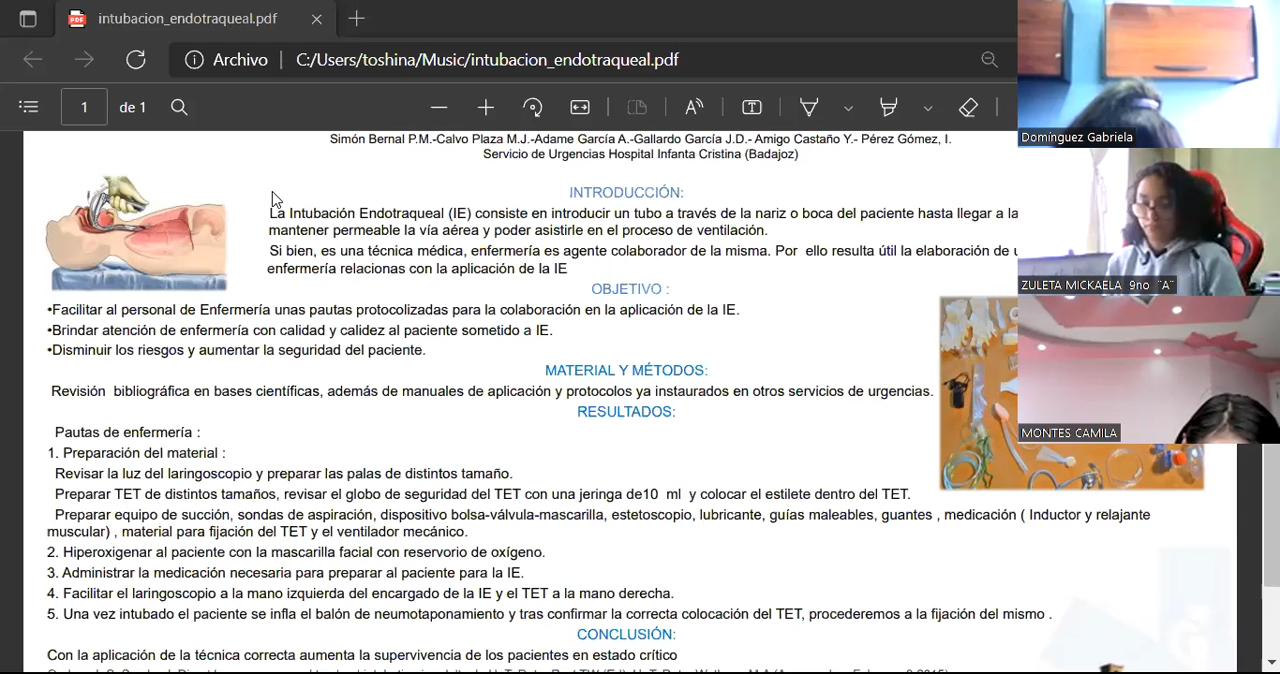 intubacion_endotraqueal.pdf
Archivo
C:/Users/toshina/Music/intubacion_endotraqueal.pdf
1
de 1
Simón Bernal P.M.-Calvo Plaza M.J.-Adame García A.-Gallardo García J.D.- Amigo Castaño Y.- Pérez Gómez, I.
Servicio de Urgencias Hospital Infanta Cristina (Badajoz)
INTRODUCCIÓN:
La Intubación Endotraqueal (IE) consiste en introducir un tubo a través de la nariz o boca del paciente hasta llegar a la
mantener permeable la vía aérea y poder asistirle en el proceso de ventilación.
Si bien, es una técnica médica, enfermería es agente colaborador de la misma. Por ello resulta útil la elaboración de
enfermería relacionas con la aplicación de la IE
OBJETIVO :
•Facilitar al personal de Enfermería unas pautas protocolizadas para la colaboración en la aplicación de la IE.
•Brindar atención de enfermería con calidad y calidez al paciente sometido a IE.
•Disminuir los riesgos y aumentar la seguridad del paciente.
MATERIAL Y MÉTODOS:
Revisión bibliográfica en bases científicas, además de manuales de aplicación y protocolos ya instaurados en otros servicios de urgencias.
RESULTADOS:
Pautas de enfermería :
1. Preparación del material :
Revisar la luz del laringoscopio y preparar las palas de distintos tamaño.
Preparar TET de distintos tamaños, revisar el globo de seguridad del TET con una jeringa de10 ml y colocar el estilete dentro del TET.
Preparar equipo de succión, sondas de aspiración, dispositivo bolsa-válvula-mascarilla, estetoscopio, lubricante, guías maleables, guantes , medicación ( Inductor y relajante
muscular) , material para fijación del TET y el ventilador mecánico.
2. Hiperoxigenar al paciente con la mascarilla facial con reservorio de oxígeno.
3. Administrar la medicación necesaria para preparar al paciente para la IE.
4. Facilitar el laringoscopio a la mano izquierda del encargado de la IE y el TET a la mano derecha.
5. Una vez intubado el paciente se infla el balón de neumotaponamiento y tras confirmar la correcta colocación del TET, procederemos a la fijación del mismo .
CONCLUSIÓN:
Con la aplicación de la técnica correcta aumenta la supervivencia de los pacientes en estado crítico
Domínguez Gabriela
ZULETA MICKAELA 9no ¨A¨
MONTES CAMILA